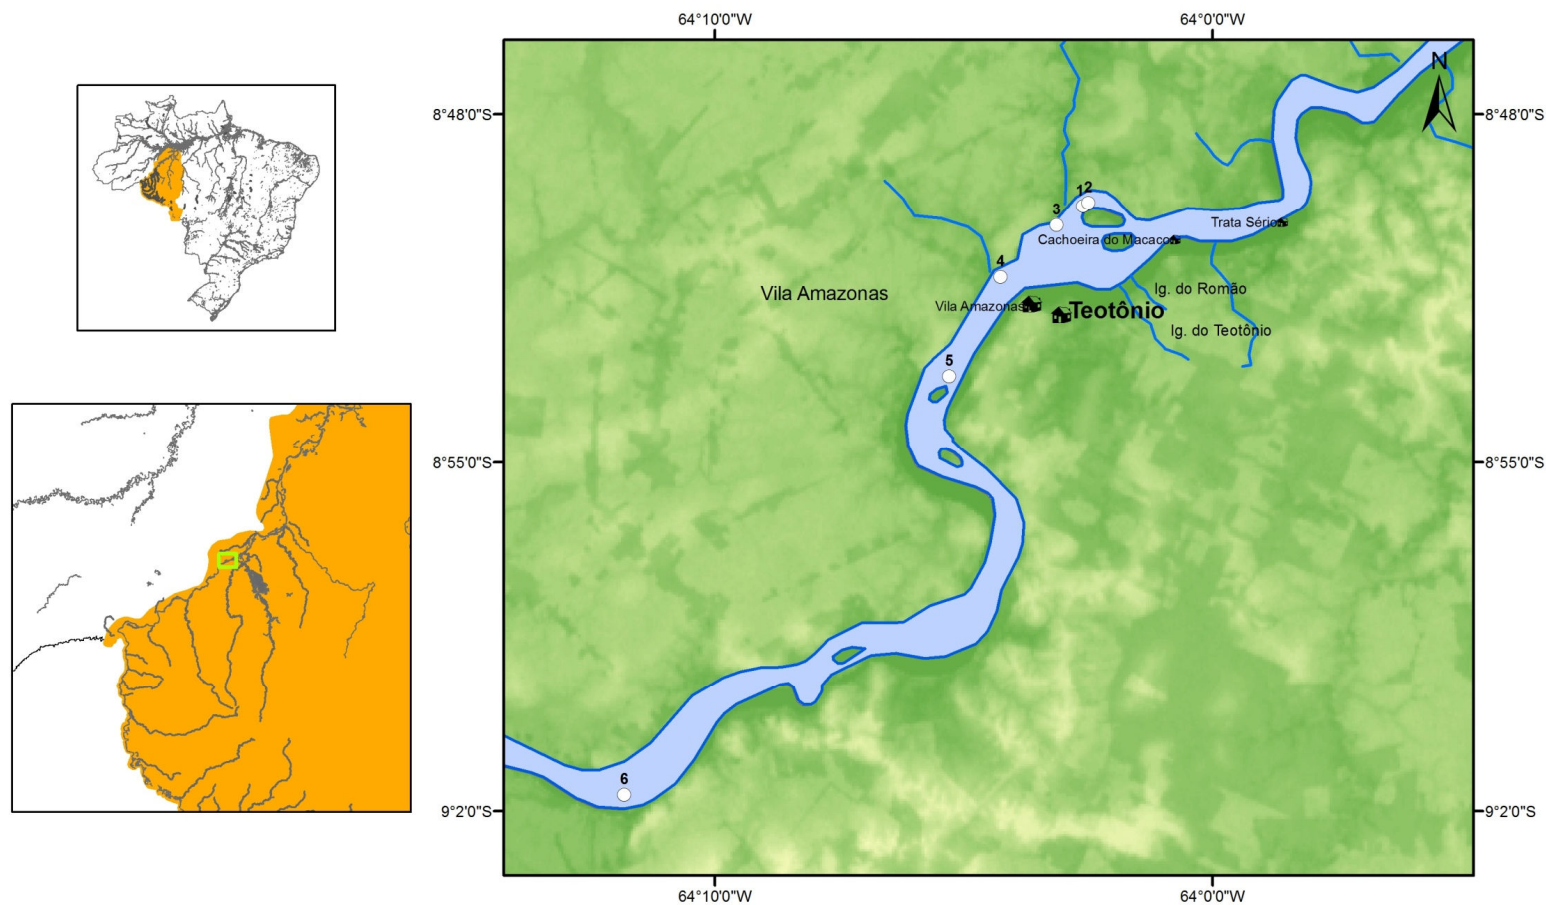 64°10'0"W
64°0'0"W
N
8°48'0"S
8°48'0"S
1 2
3
Trata Sério
Cachoeira do Macaco
4
Ig. do Romão
Vila Amazonas
Vila Amazonas
Teotônio
Ig. do Teotônio
5
8°55'0"S
8°55'0"S
6
9°2'0"S
9°2'0"S
64°10'0"W
64°0'0"W